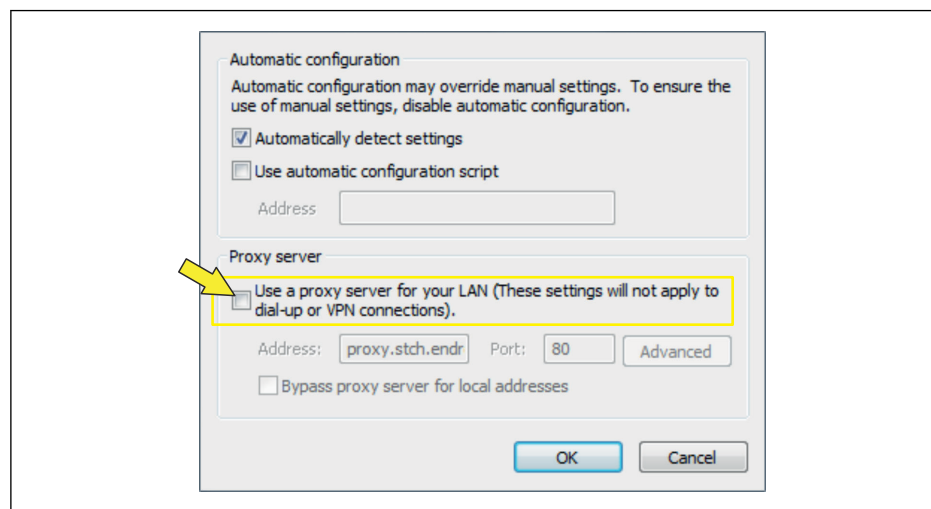 Automatic configuration
Automatic configuration may override manual settings.  To ensure the
use of manual settings, disable automatic configuration.
Automatically detect settings
Use automatic configuration script
Address
Proxy server
Use a proxy server for your LAN (These settings will not apply to
dial-up or VPN connections).
Address: proxy.stch.endr Port: 80 Advanced
Bypass proxy server for local addresses
OK Cancel